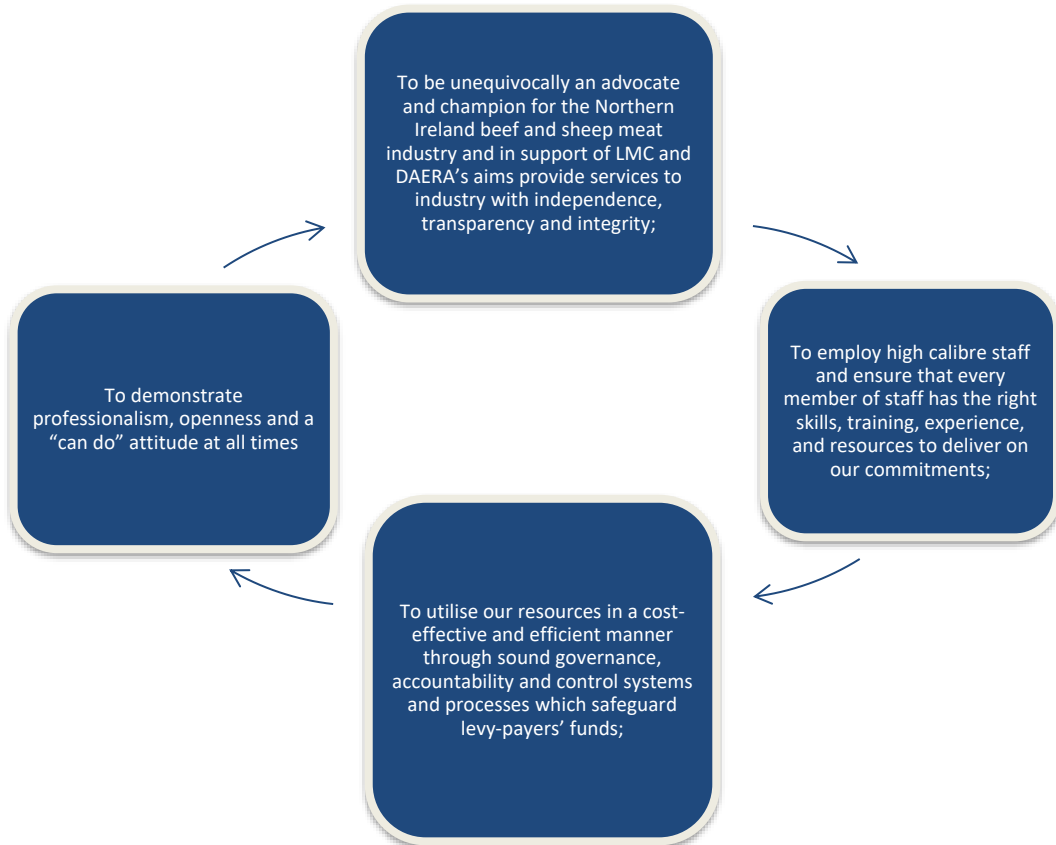 To be unequivocally an advocate
and champion for the Northern
Ireland beef and sheep meat
industry and in support of LMC and
DAERA’s aims provide services to
industry with independence,
transparency and integrity;
To employ high calibre staff
and ensure that every
member of staff has the right
skills, training, experience,
and resources to deliver on
our commitments;
To utilise our resources in a cost-
effective and efficient manner
through sound governance,
accountability and control systems
and processes which safeguard
levy-payers’ funds;
To demonstrate
professionalism, openness and a
“can do” attitude at all times